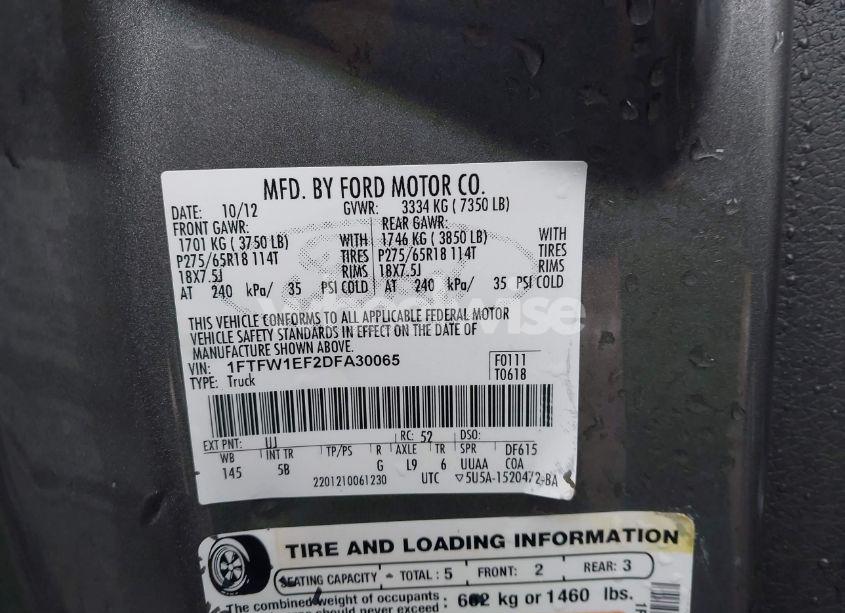 MFD. BY FORD MOTOR CO.
DATE: 10/12 GVWR: 3334 KG ( 7350 LB)
FRONT GAWR: REAR GAWR:
1701 KG ( 3750 LB) WITH 1746 KG ( 3850 LB) WITH
P275/65R18 114T TIRES P275/65R18 114T TIRES
18X7.5J RIMS 18X7.5J RIMS
AT 240 kPa/ 35 PSI COLD AT 240 kPa/ 35 PSI COLD
THIS VEHICLE CONFORMS TO ALL APPLICABLE FEDERAL MOTOR
VEHICLE SAFETY STANDARDS IN EFFECT ON THE DATE OF
MANUFACTURE SHOWN ABOVE.
VIN: 1FTFW1EF2DFA30065 F0111
TYPE: Truck T0618
EXT PNT: UJ RC: 52 DSO:
WB INT TR TP/PS R AXLE TR SPR DF615
145 5B G L9 6 UUAA COA
2201210061230 UTC ▽5U5A-1520472-BA
TIRE AND LOADING INFORMATION
SEATING CAPACITY - TOTAL : 5 FRONT: 2 REAR: 3
The combined weight of occupants
should never exceed : 662 kg or 1460 lbs.